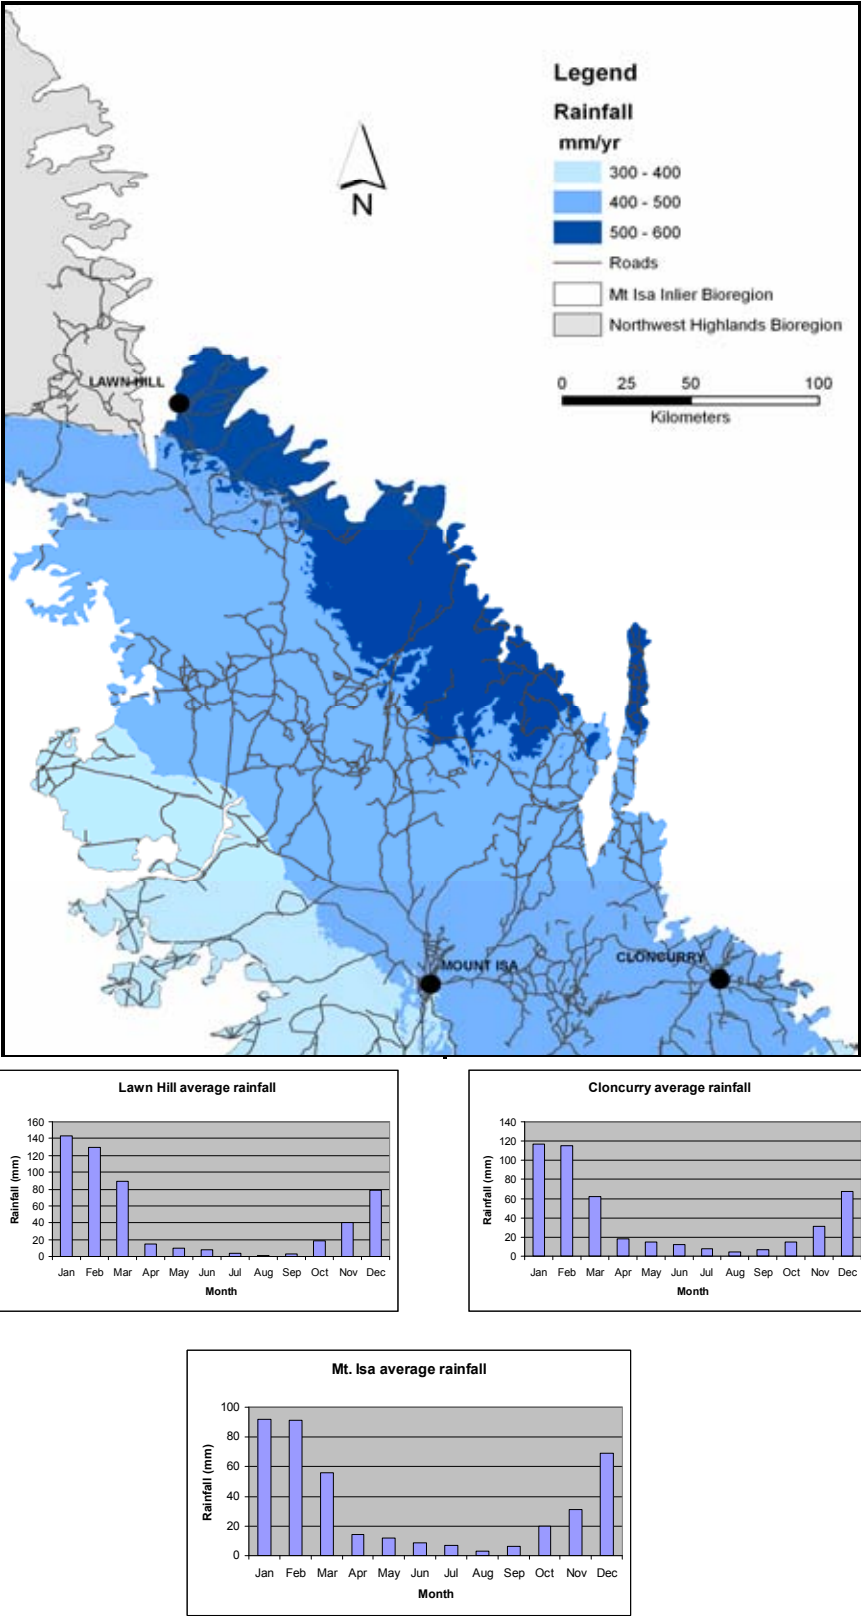 Legend
Rainfall
mm/yr
300 - 400
400 - 500
500 - 600
Roads
Mt Isa Inlier Bioregion
Northwest Highlands Bioregion
N
0 25 50 100
Kilometers
LAWN HILL
MOUNT ISA
CLONCURRY
Lawn Hill average rainfall
Rainfall (mm)
160
140
120
100
80
60
40
20
0
Jan Feb Mar Apr May Jun Jul Aug Sep Oct Nov Dec
Month
Cloncurry average rainfall
Rainfall (mm)
140
120
100
80
60
40
20
0
Jan Feb Mar Apr May Jun Jul Aug Sep Oct Nov Dec
Month
Mt. Isa average rainfall
Rainfall (mm)
100
80
60
40
20
0
Jan Feb Mar Apr May Jun Jul Aug Sep Oct Nov Dec
Month